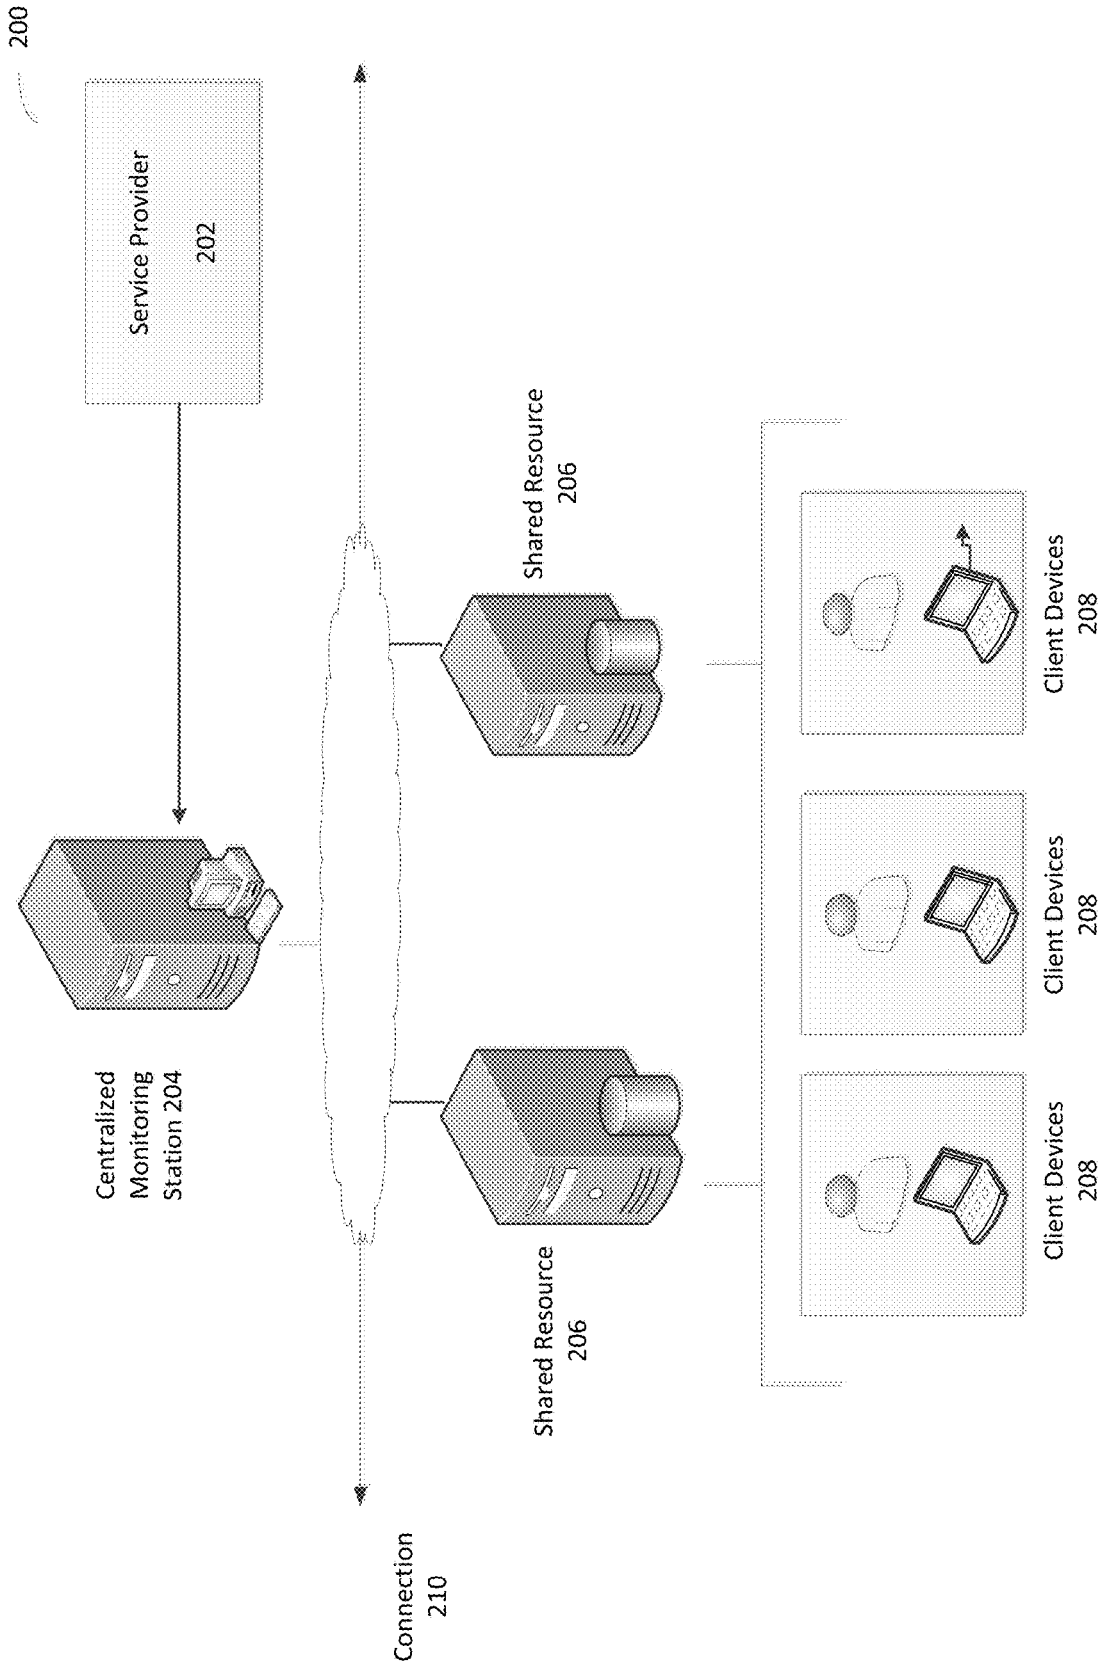 200
Service Provider
202
Centralized
Monitoring
Station 204
Connection
210
Shared Resource
206
Shared Resource
206
Client Devices
208
Client Devices
208
Client Devices
208